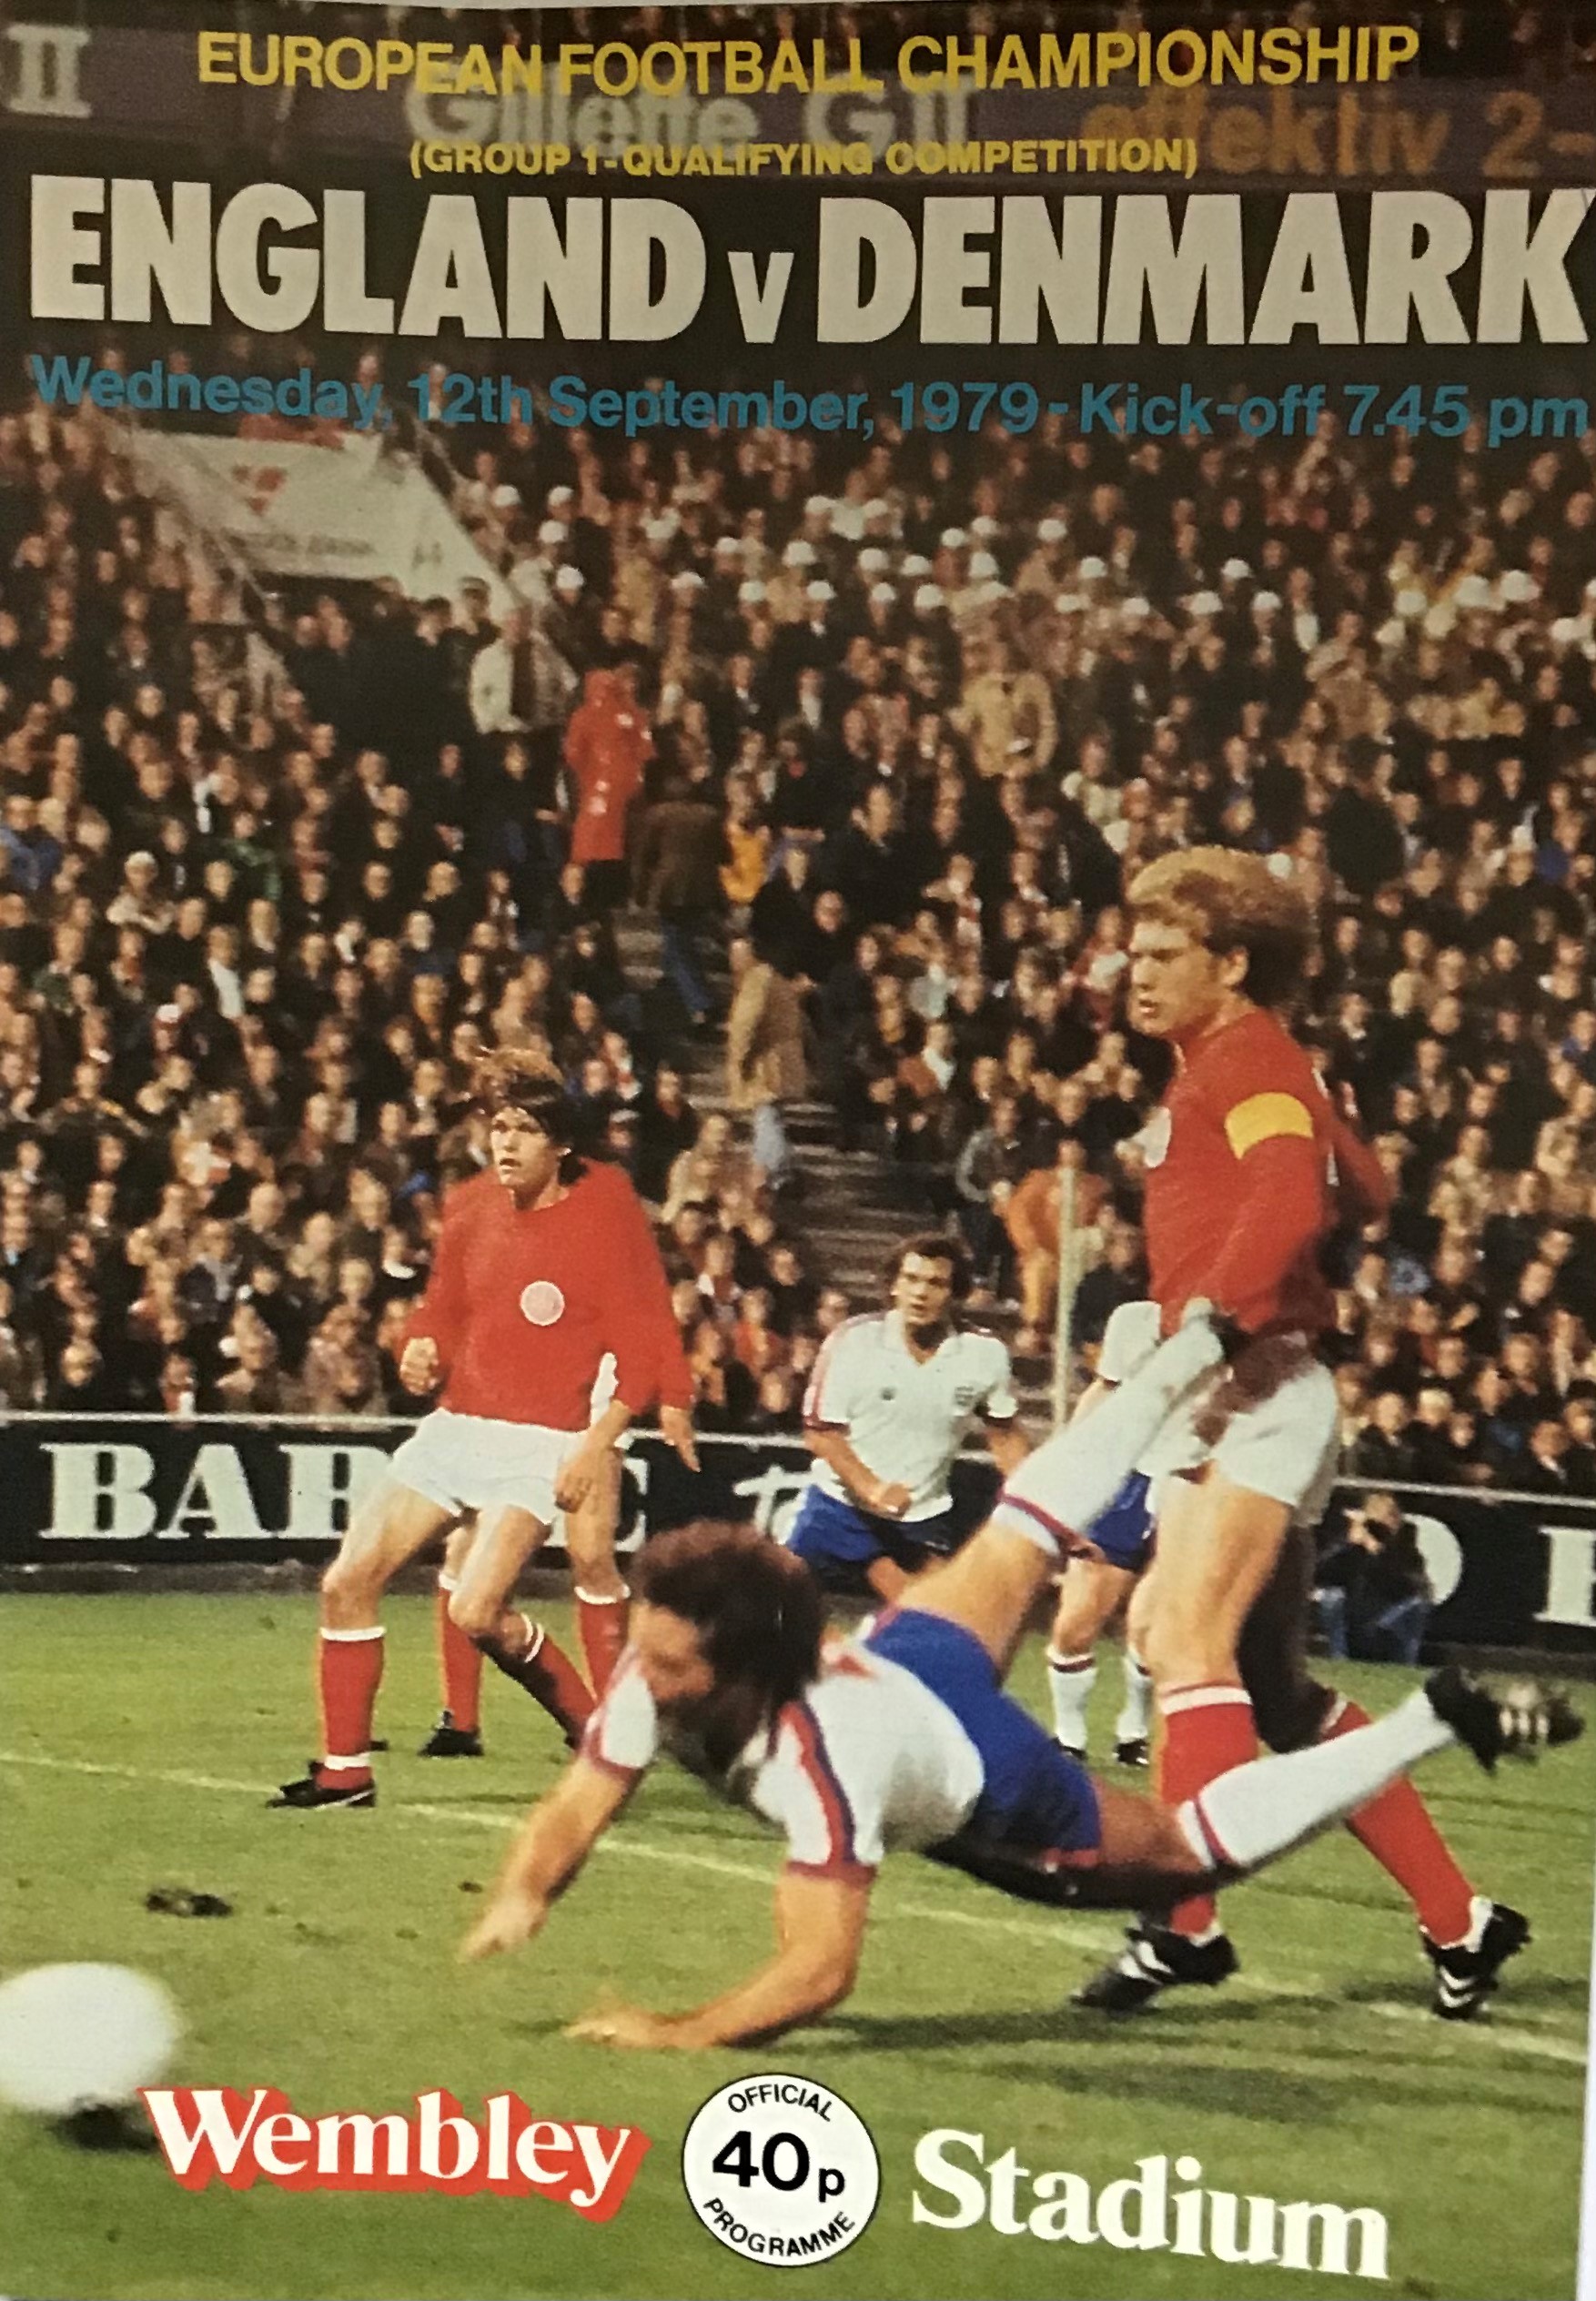 II
EUROPEAN FOOTBALL CHAMPIONSHIP
Gillette GII effektiv 2-
(GROUP 1-QUALIFYING COMPETITION)
ENGLAND v DENMARK
Wednesday, 12th September, 1979 - Kick-off 7.45 pm
Wembley
OFFICIAL
40p
PROGRAMME
Stadium